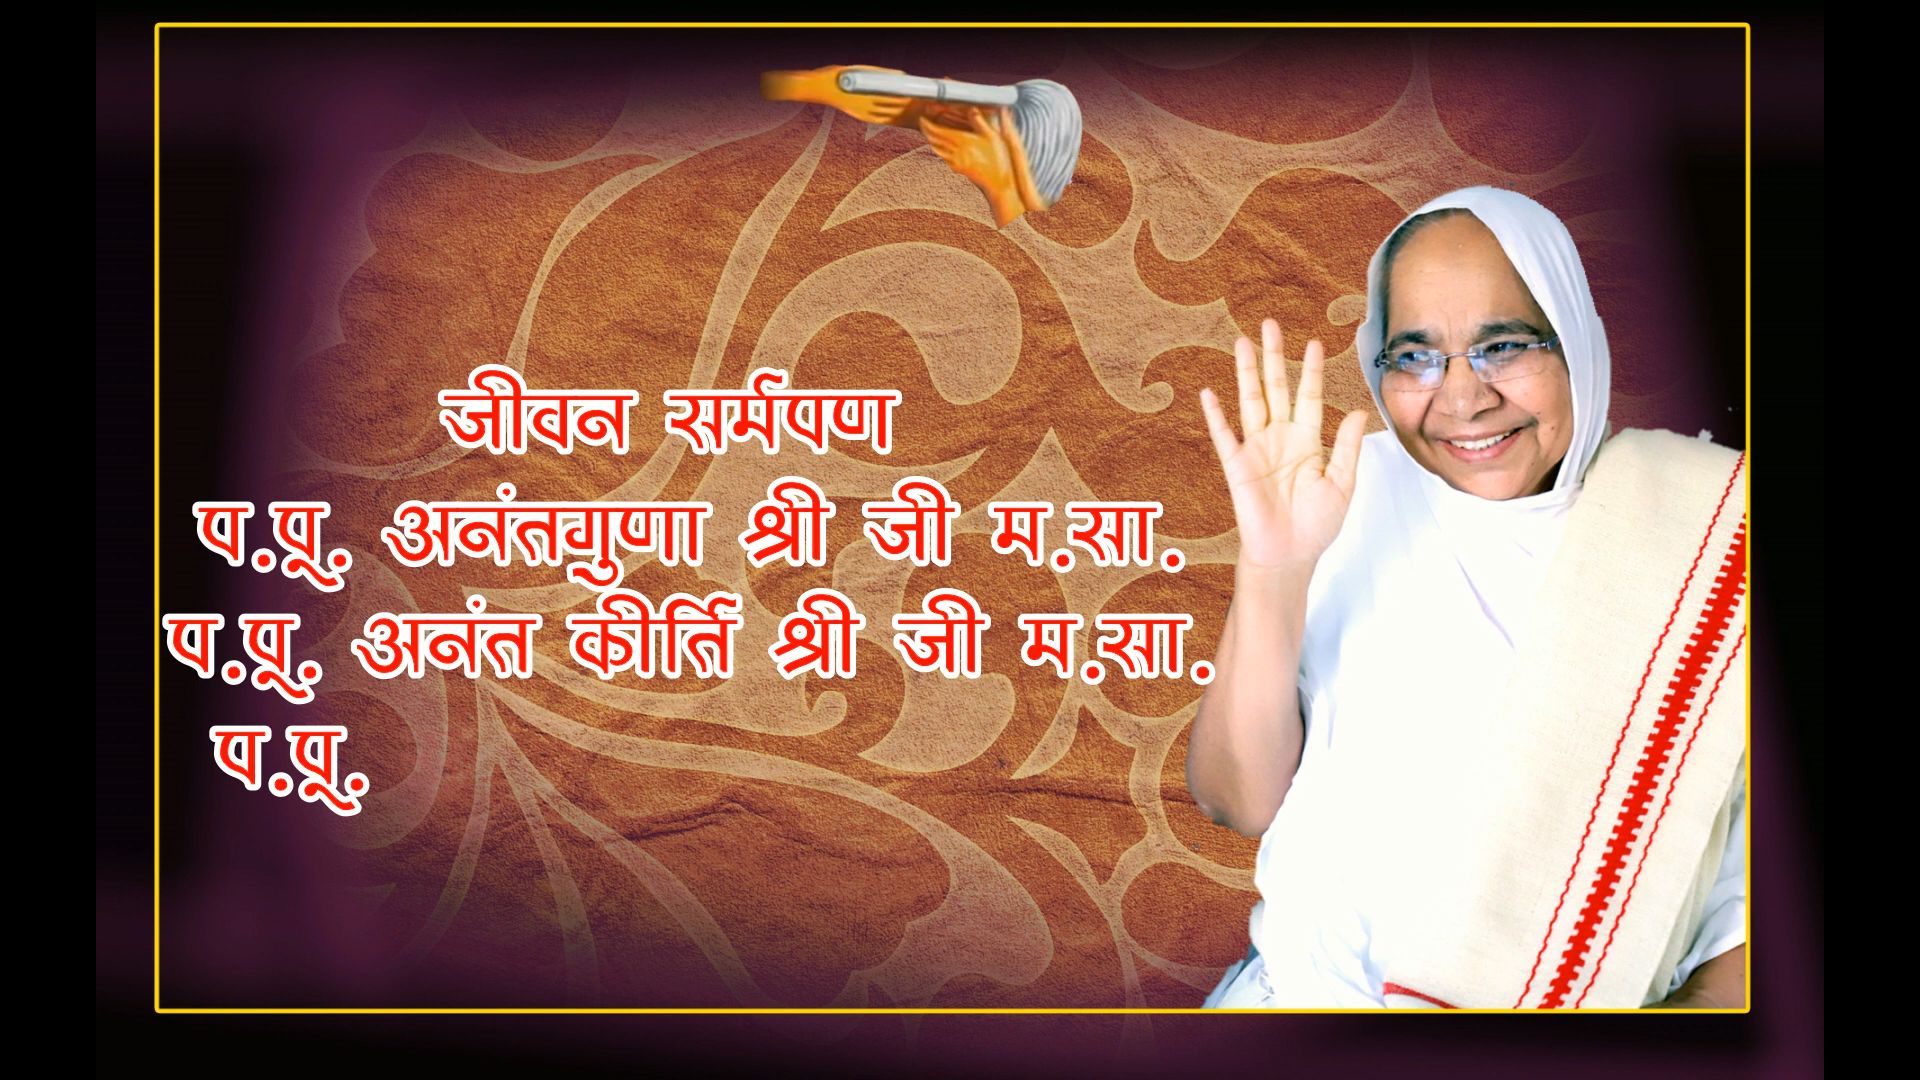 जीवन सर्मपण
प.पू. अनंतगुणा श्री जी म.सा.
प.पू. अनंत कीर्ति श्री जी म.सा.
प.पू.